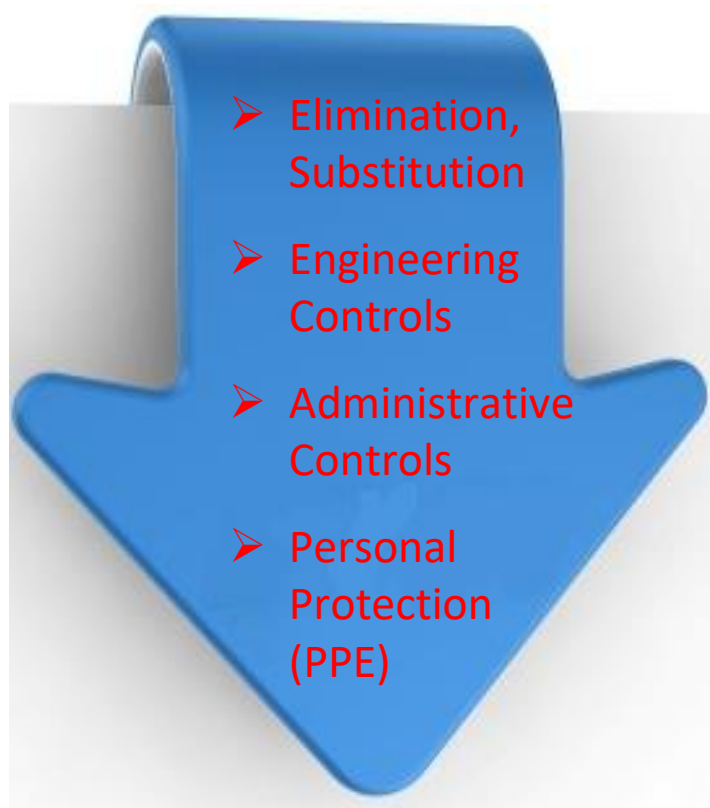 ➢ Elimination,
Substitution
➢ Engineering
Controls
➢ Administrative
Controls
➢ Personal
Protection
(PPE)